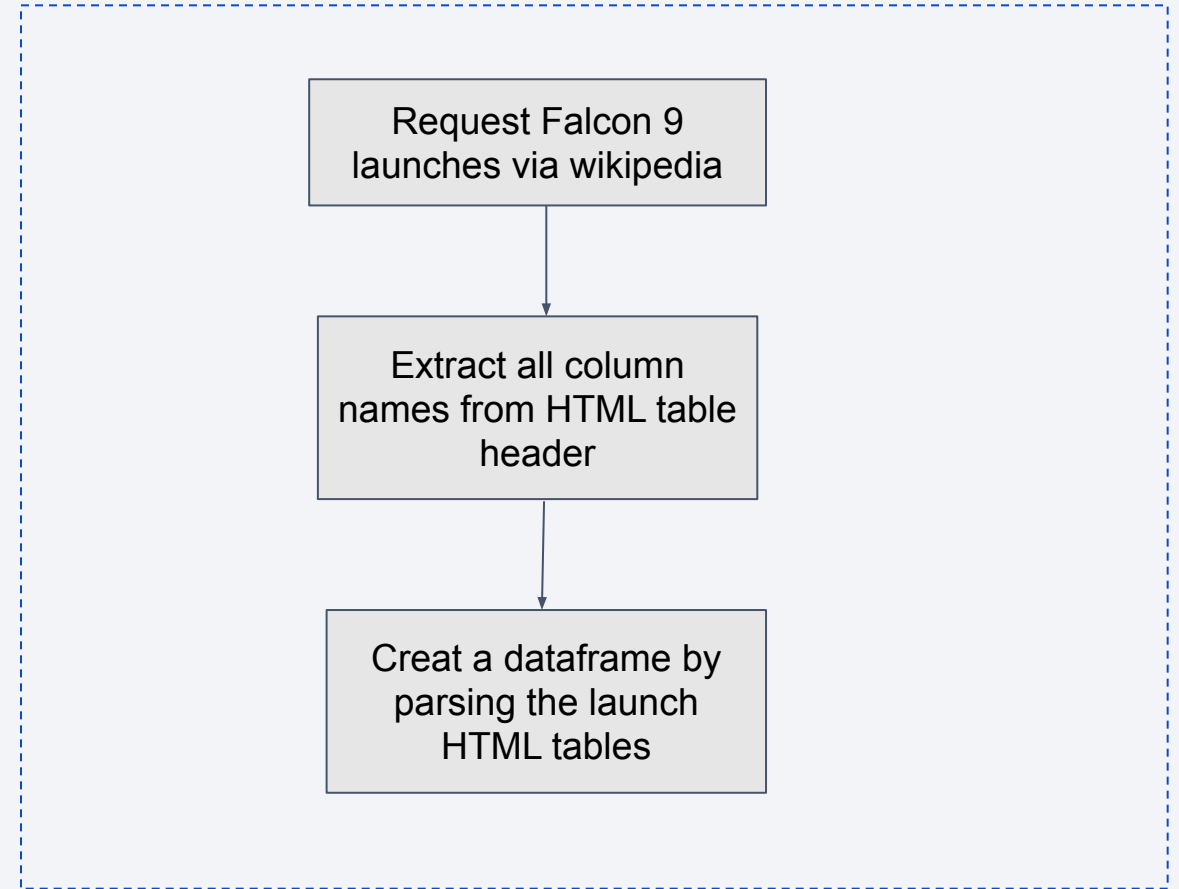 Request Falcon 9
launches via wikipedia
Extract all column
names from HTML table
header
Creat a dataframe by
parsing the launch
HTML tables